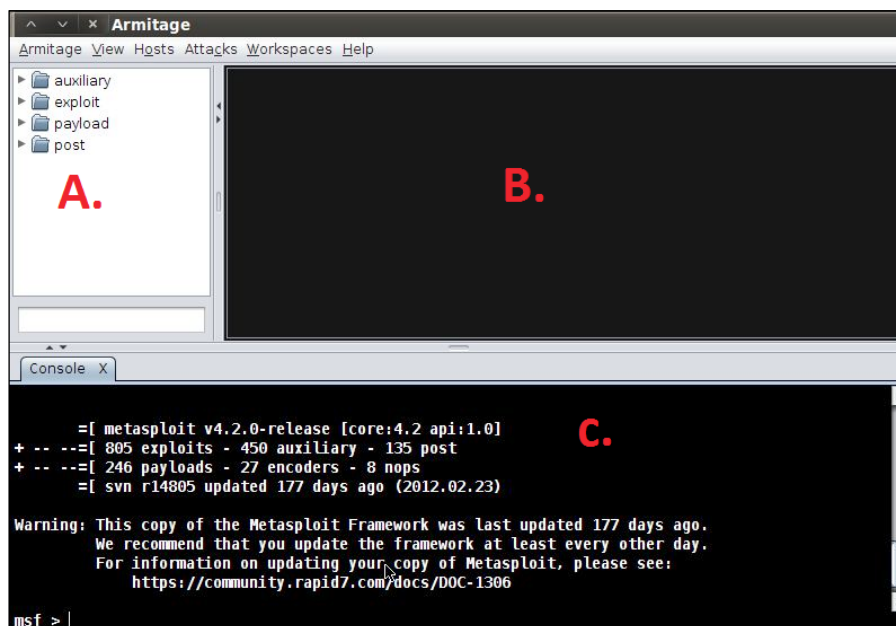 Armitage
Armitage View Hosts Attacks Workspaces Help
auxiliary
exploit
payload
post
A.
B.
Console X
=[ metasploit v4.2.0-release [core:4.2 api:1.0]
+ -- --=[ 805 exploits - 450 auxiliary - 135 post
+ -- --=[ 246 payloads - 27 encoders - 8 nops
=[ svn r14805 updated 177 days ago (2012.02.23)
C.
Warning: This copy of the Metasploit Framework was last updated 177 days ago.
We recommend that you update the framework at least every other day.
For information on updating your copy of Metasploit, please see:
https://community.rapid7.com/docs/DOC-1306
msf >